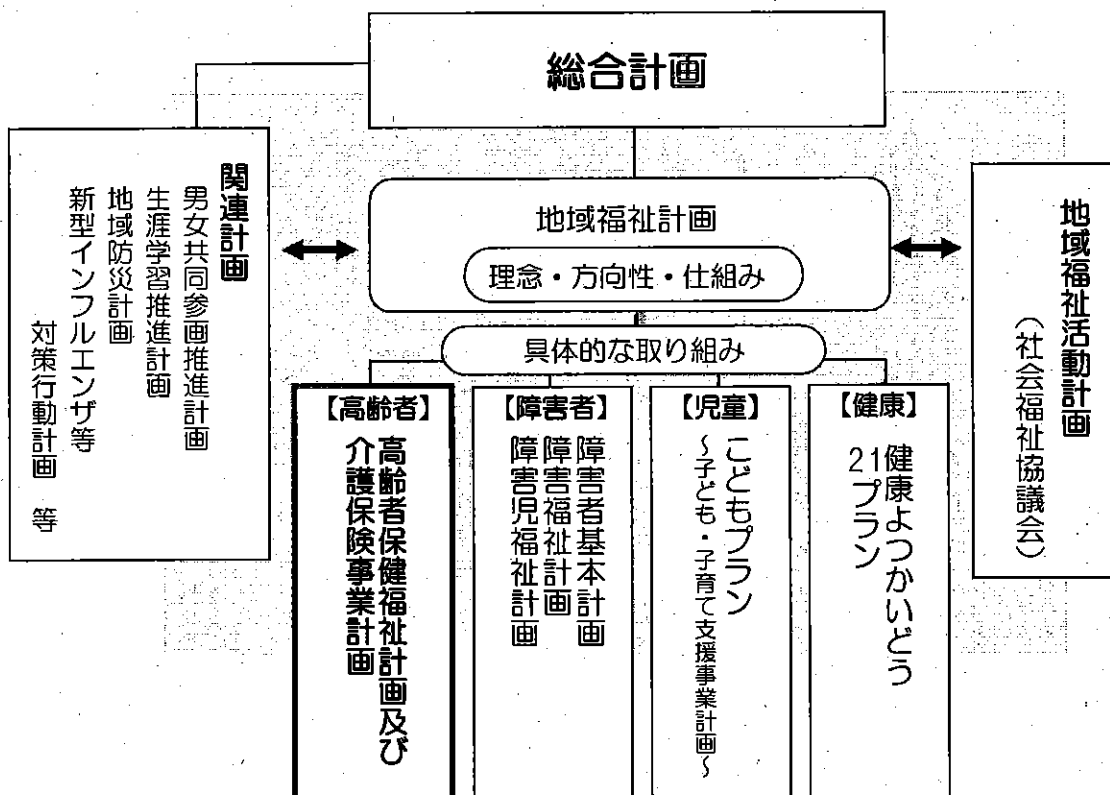 総合計画
関連計画
男女共同参画推進計画
生涯学習推進計画
地域防災計画
新型インフルエンザ等
対策行動計画　等
地域福祉計画
理念・方向性・仕組み
地域福祉活動計画
（社会福祉協議会）
具体的な取り組み
【高齢者】
高齢者保健福祉計画及び
介護保険事業計画
【障害者】
障害者基本計画
障害福祉計画
障害児福祉計画
【児童】
こどもプラン
～子ども・子育て支援事業計画～
【健康】
健康よつかいどう
21プラン